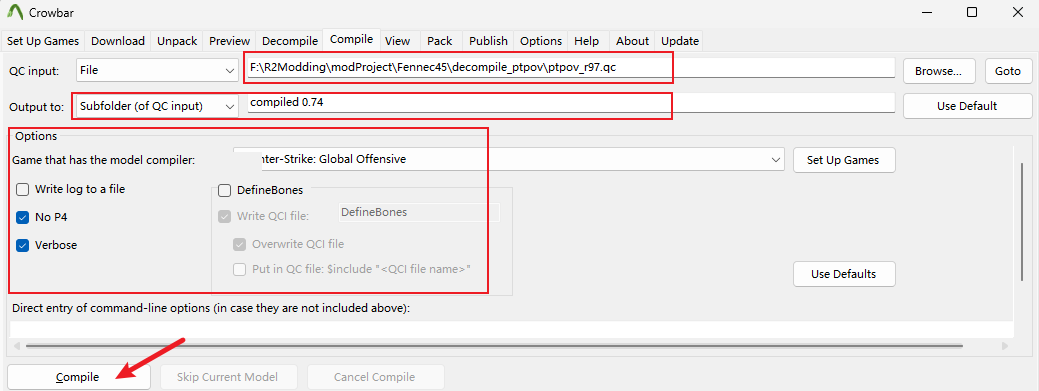 Crowbar
Set Up Games Download Unpack Preview Decompile Compile View Pack Publish Options Help About Update
QC input: File F:\R2Modding\modProject\Fennec45\decompile_ptpov\ptpov_r97.qc Browse... Goto
Output to: Subfolder (of QC input) compiled 0.74 Use Default
Options
Game that has the model compiler: nter-Strike: Global Offensive Set Up Games
Write log to a file DefineBones
No P4 Write QCI file: DefineBones
Verbose Overwrite QCI file
Put in QC file: $include "<QCI file name>" Use Defaults
Direct entry of command-line options (in case they are not included above):
Compile Skip Current Model Cancel Compile